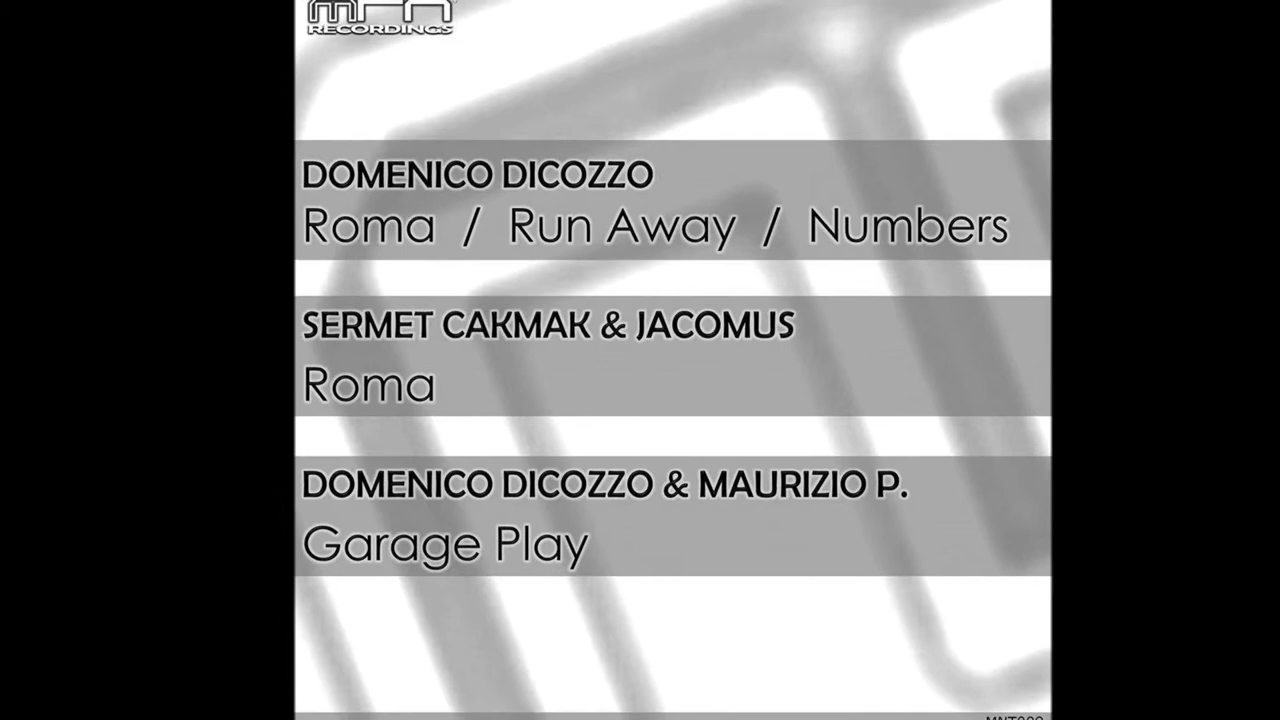 RECORDINGS
DOMENICO DICOZZO
Roma / Run Away / Numbers
SERMET CAKMAK & JACOMUS
Roma
DOMENICO DICOZZO & MAURIZIO P.
Garage Play